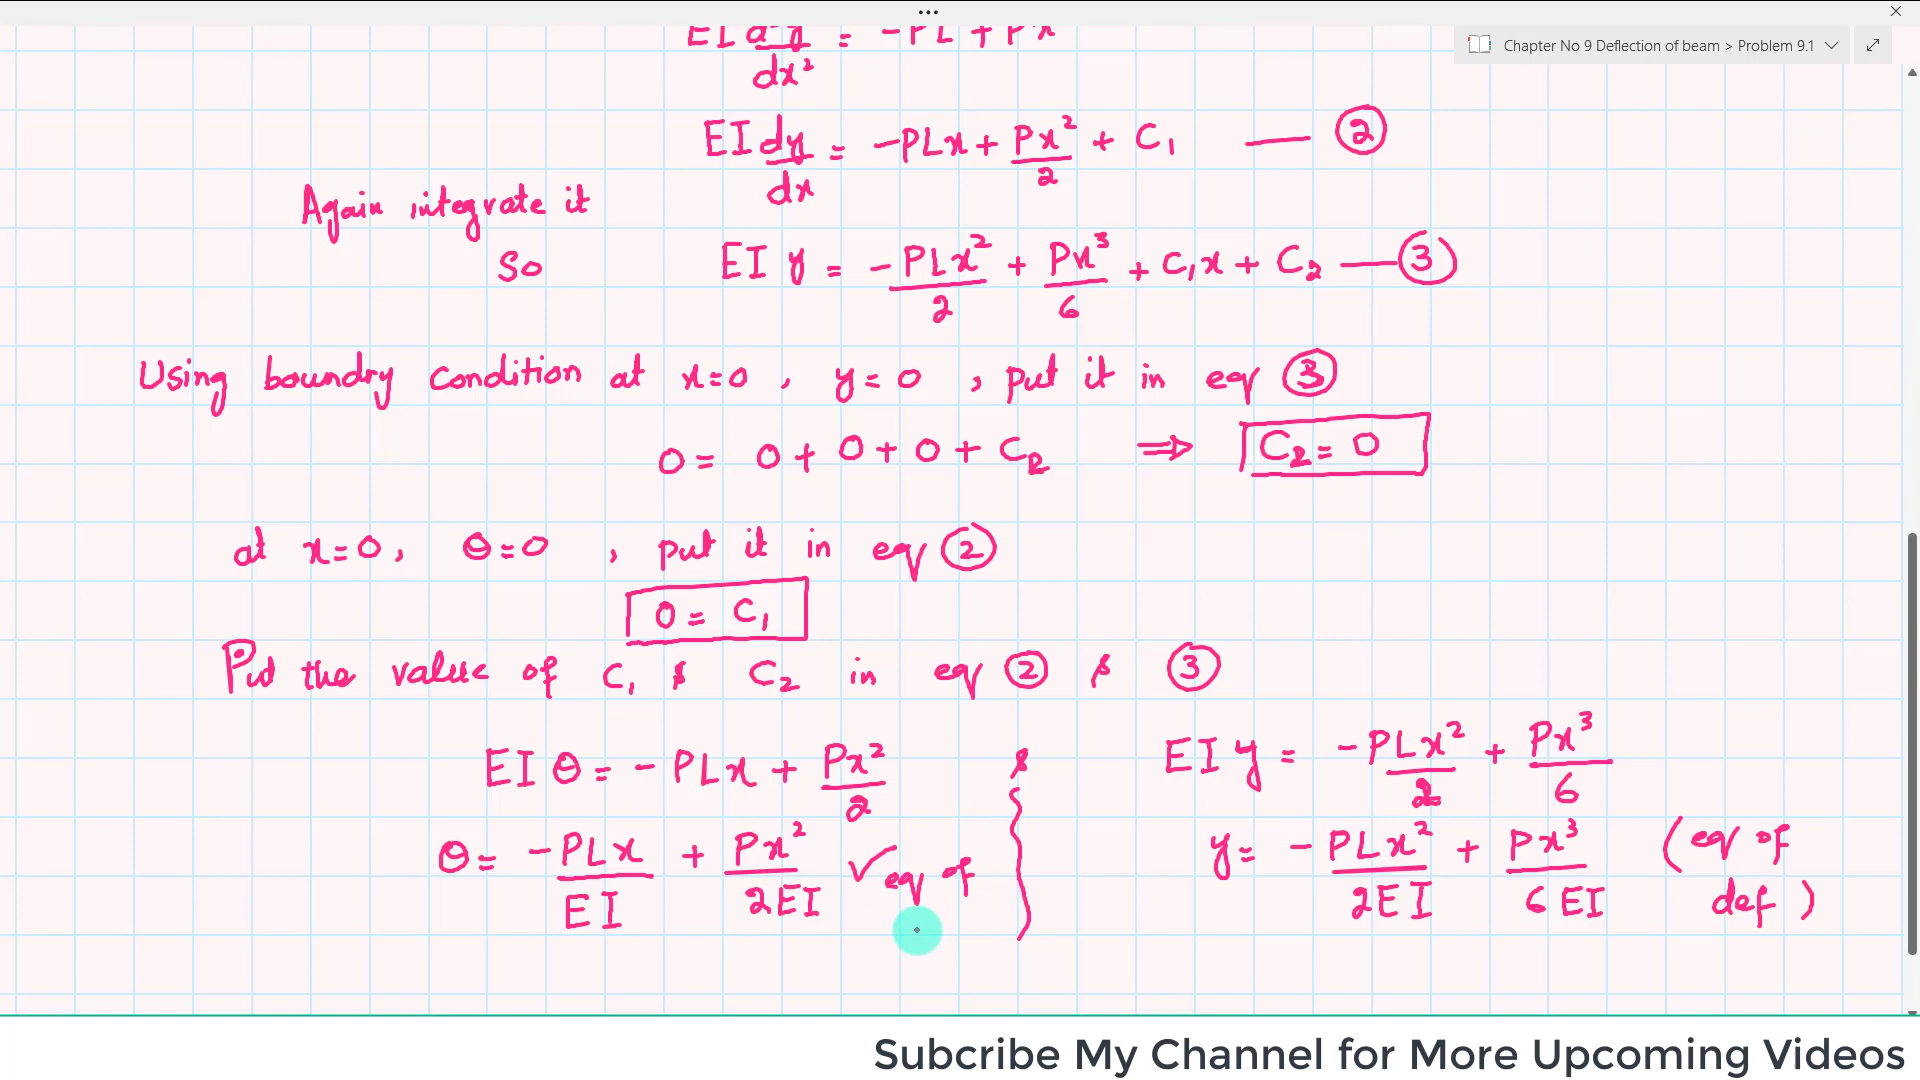 ...
Chapter No 9 Deflection of beam > Problem 9.1
EI d²y/dx² = -PL + Px
EI dy/dx = -PLx + Px²/2 + C₁ — ②
Again integrate it
So EI y = -PLx²/2 + Px³/6 + C₁x + C₂ — ③
Using boundry condition at x=0, y=0, put it in eq ③
0 = 0 + 0 + 0 + C₂ ⇒ C₂ = 0
at x=0, θ=0, put it in eq ②
0 = C₁
Put the value of C₁ & C₂ in eq ② & ③
EI θ = -PLx + Px²/2 & EI y = -PLx²/2 + Px³/6
θ = -PLx/EI + Px²/2EI ✓ eq of
y = -PLx²/2EI + Px³/6EI (eq of
def)
Subcribe My Channel for More Upcoming Videos